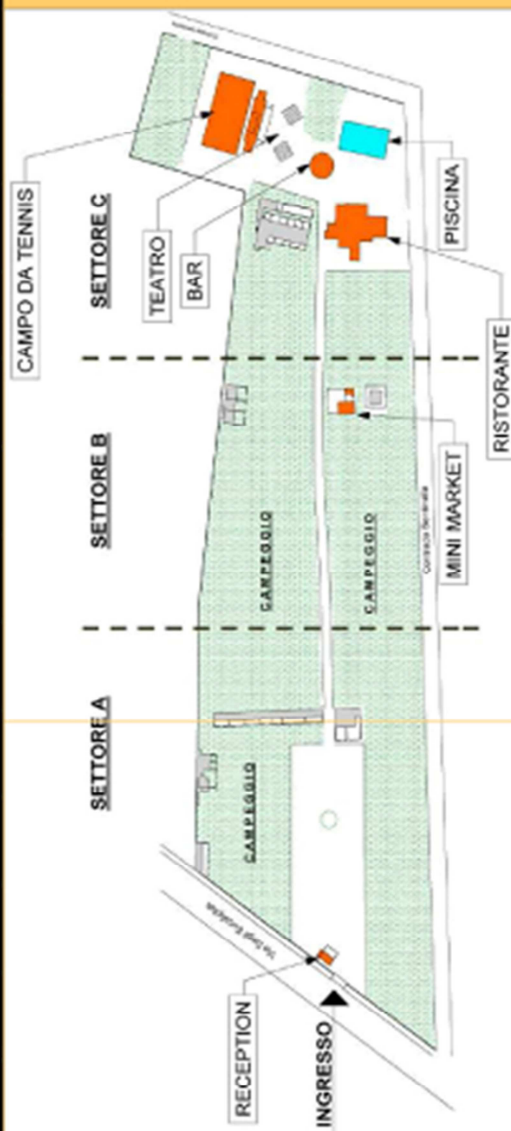 CAMPO DA TENNIS
SETTORE C
TEATRO
BAR
PISCINA
RISTORANTE
SETTORE B
CAMPEGGIO
CAMPEGGIO
MINI MARKET
SETTORE A
CAMPEGGIO
RECEPTION
INGRESSO